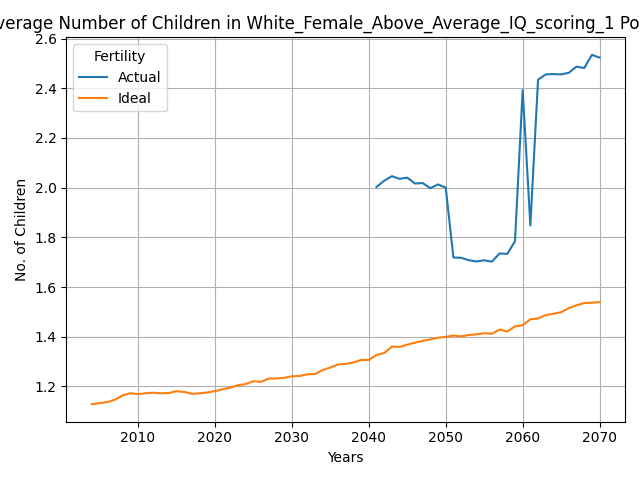 verage Number of Children in White_Female_Above_Average_IQ_scoring_1 Po
Fertility
Actual
Ideal
2.6
2.4
2.2
2.0
1.8
1.6
1.4
1.2
No. of Children
2010 2020 2030 2040 2050 2060 2070
Years